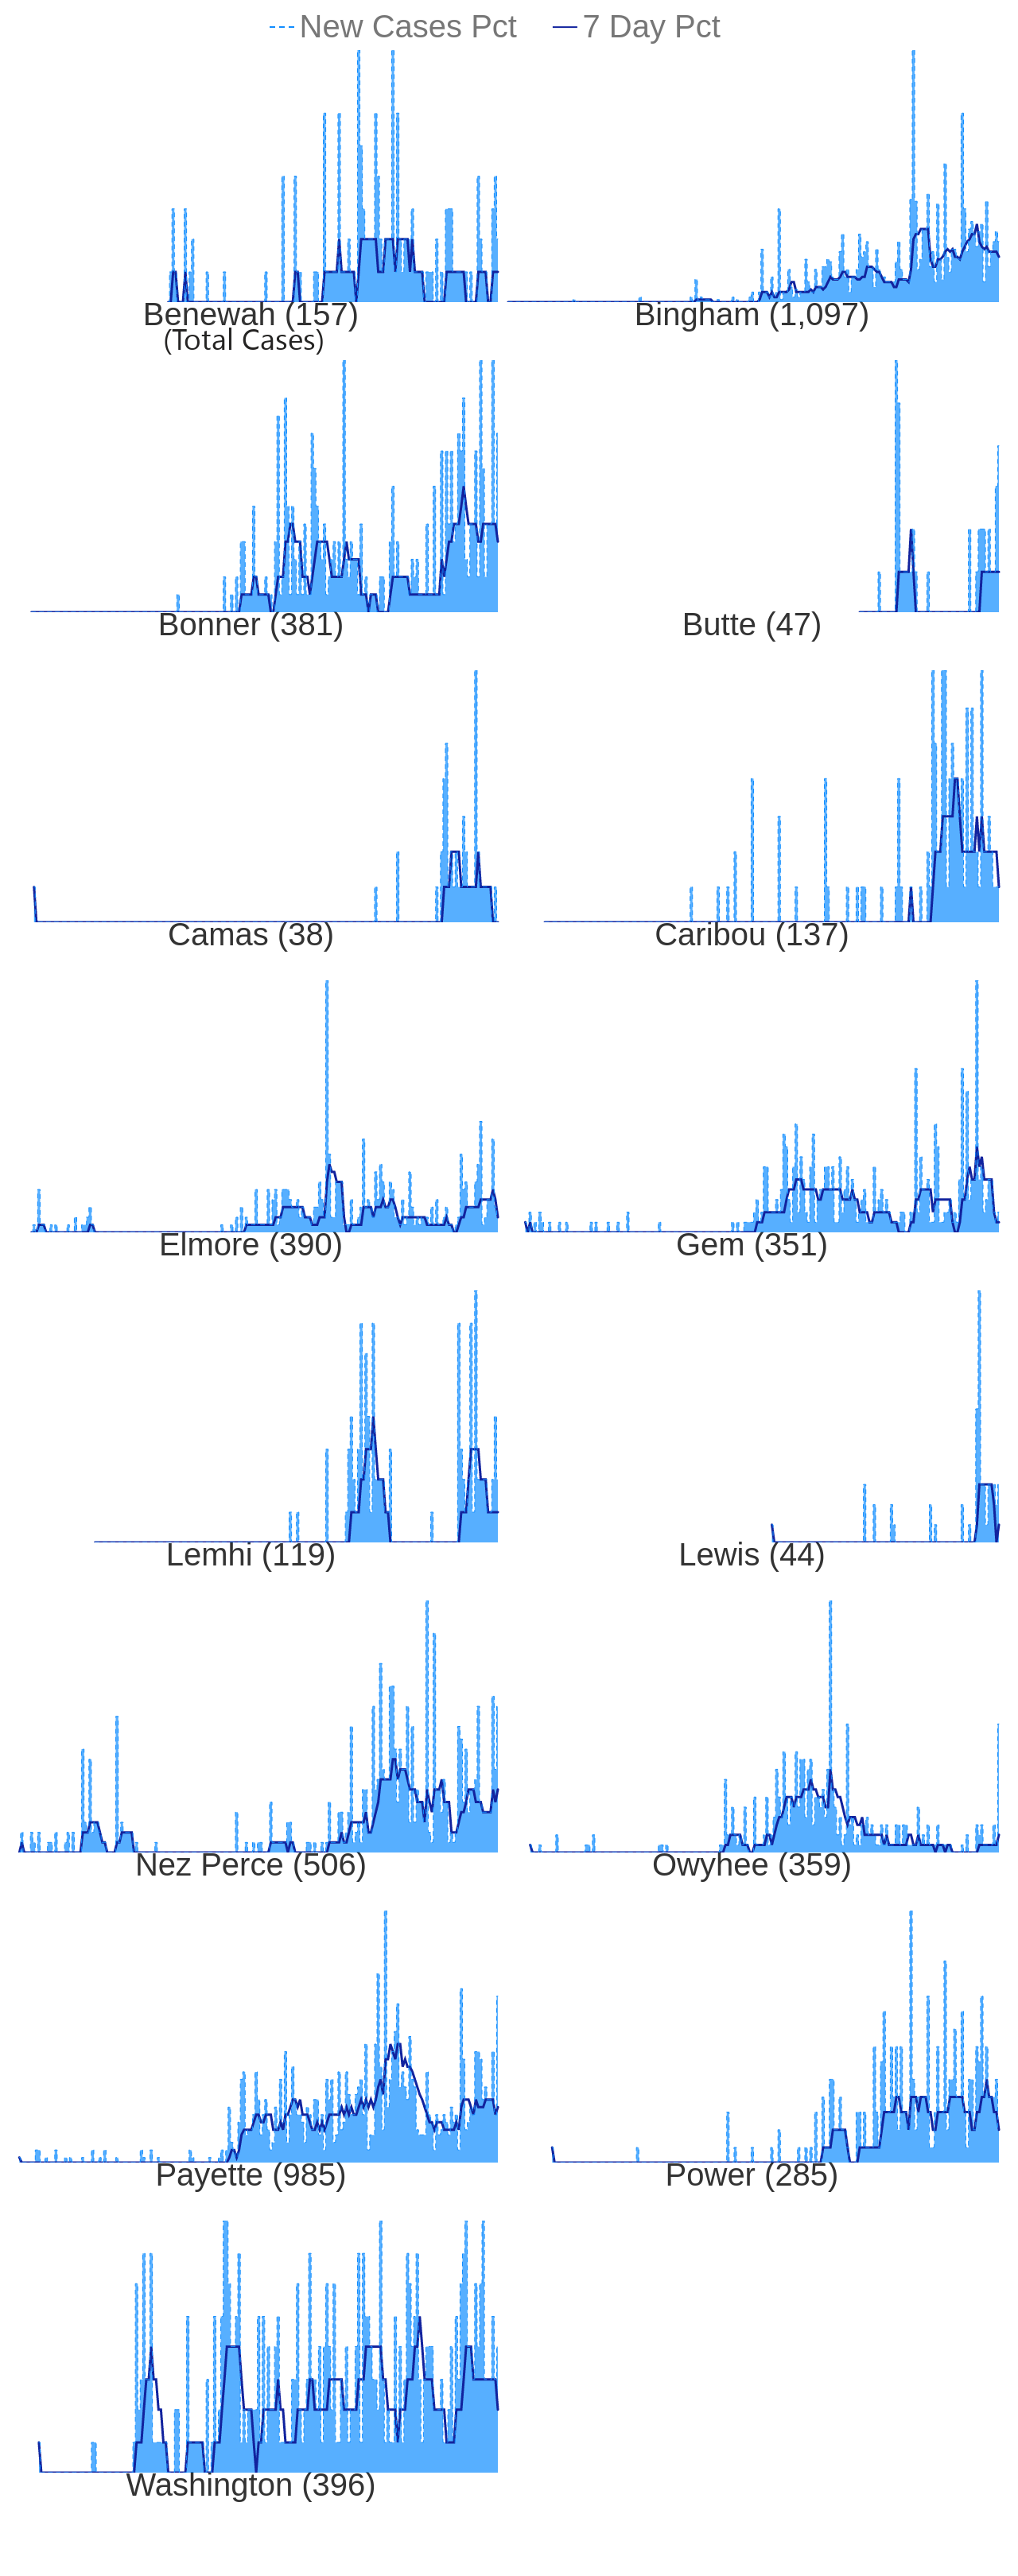 New Cases Pct 7 Day Pct
Benewah (157) Bingham (1,097)
(Total Cases)
Bonner (381) Butte (47)
Camas (38) Caribou (137)
Elmore (390) Gem (351)
Lemhi (119) Lewis (44)
Nez Perce (506) Owyhee (359)
Payette (985) Power (285)
Washington (396)